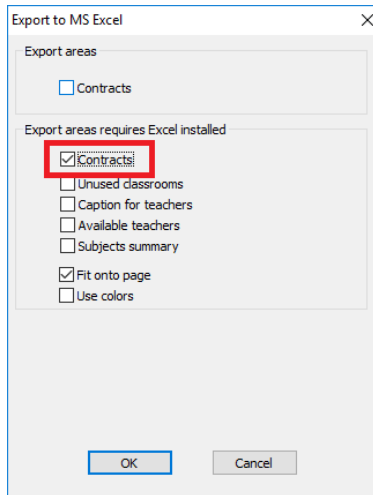 Export to MS Excel
Export areas
Contracts
Export areas requires Excel installed
Contracts
Unused classrooms
Caption for teachers
Available teachers
Subjects summary
Fit onto page
Use colors
OK Cancel